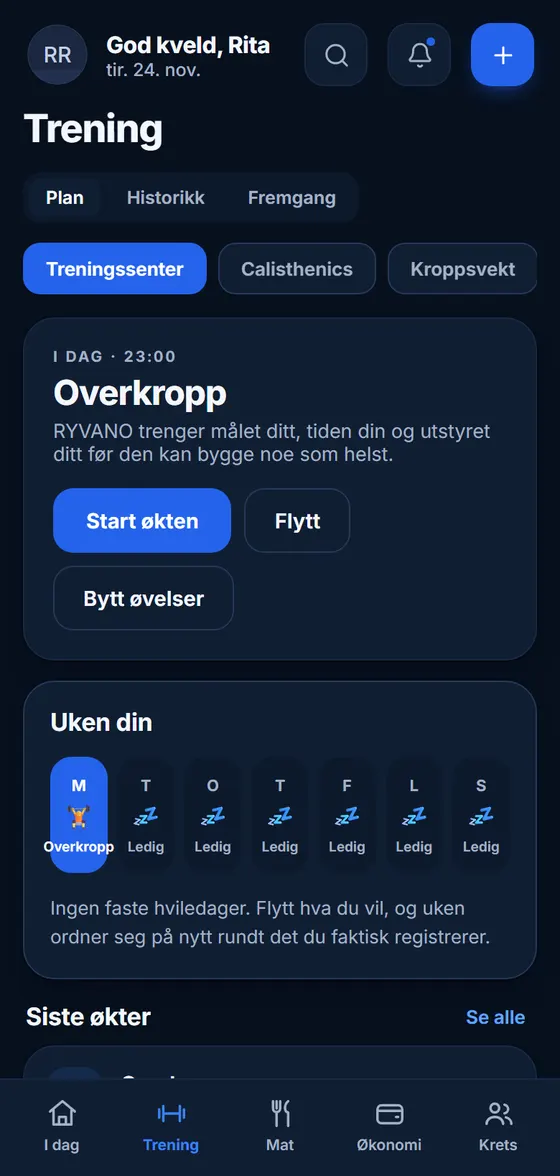 RR
God kveld, Rita
tir. 24. nov.
Trening
Plan Historikk Fremgang
Treningssenter Calisthenics Kroppsvekt
I DAG · 23:00
Overkropp
RYVANO trenger målet ditt, tiden din og utstyret
ditt før den kan bygge noe som helst.
Start økten Flytt
Bytt øvelser
Uken din
M T O T F L S
Overkropp Ledig Ledig Ledig Ledig Ledig Ledig
Ingen faste hviledager. Flytt hva du vil, og uken
ordner seg på nytt rundt det du faktisk registrerer.
Siste økter Se alle
I dag Trening Mat Økonomi Krets